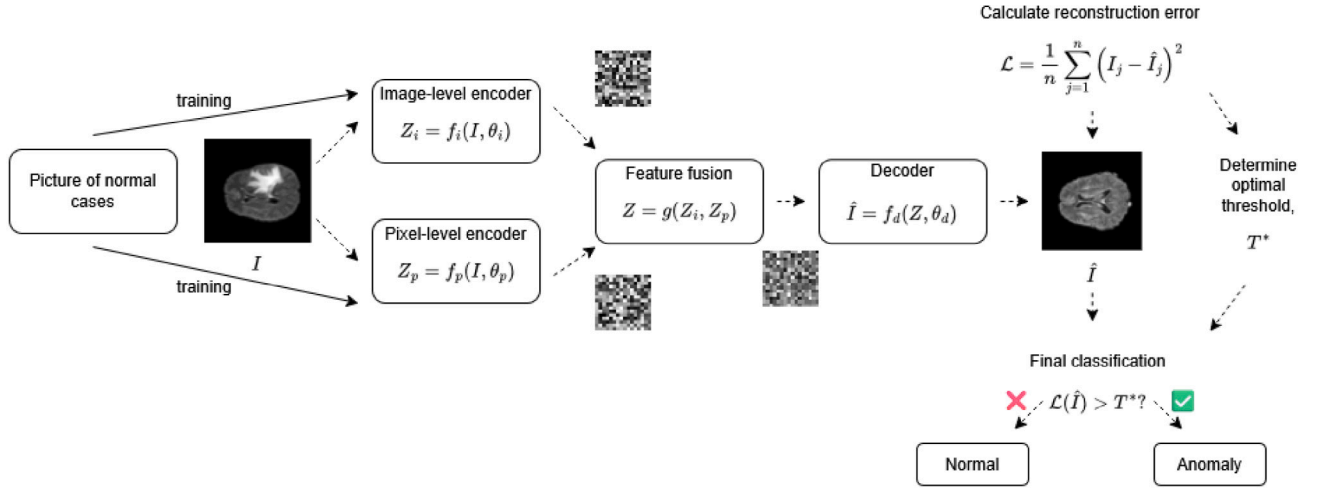 Picture of normal
cases
training
training
I
Image-level encoder
Z_i = f_i(I, θ_i)
Pixel-level encoder
Z_p = f_p(I, θ_p)
Feature fusion
Z = g(Z_i, Z_p)
Decoder
Î = f_d(Z, θ_d)
Calculate reconstruction error
ℒ = \frac{1}{n} \sum_{j=1}^{n} (I_j − Î_j)^2
Î
Determine
optimal
threshold,
T*
Final classification
ℒ(Î) > T*?
Normal
Anomaly